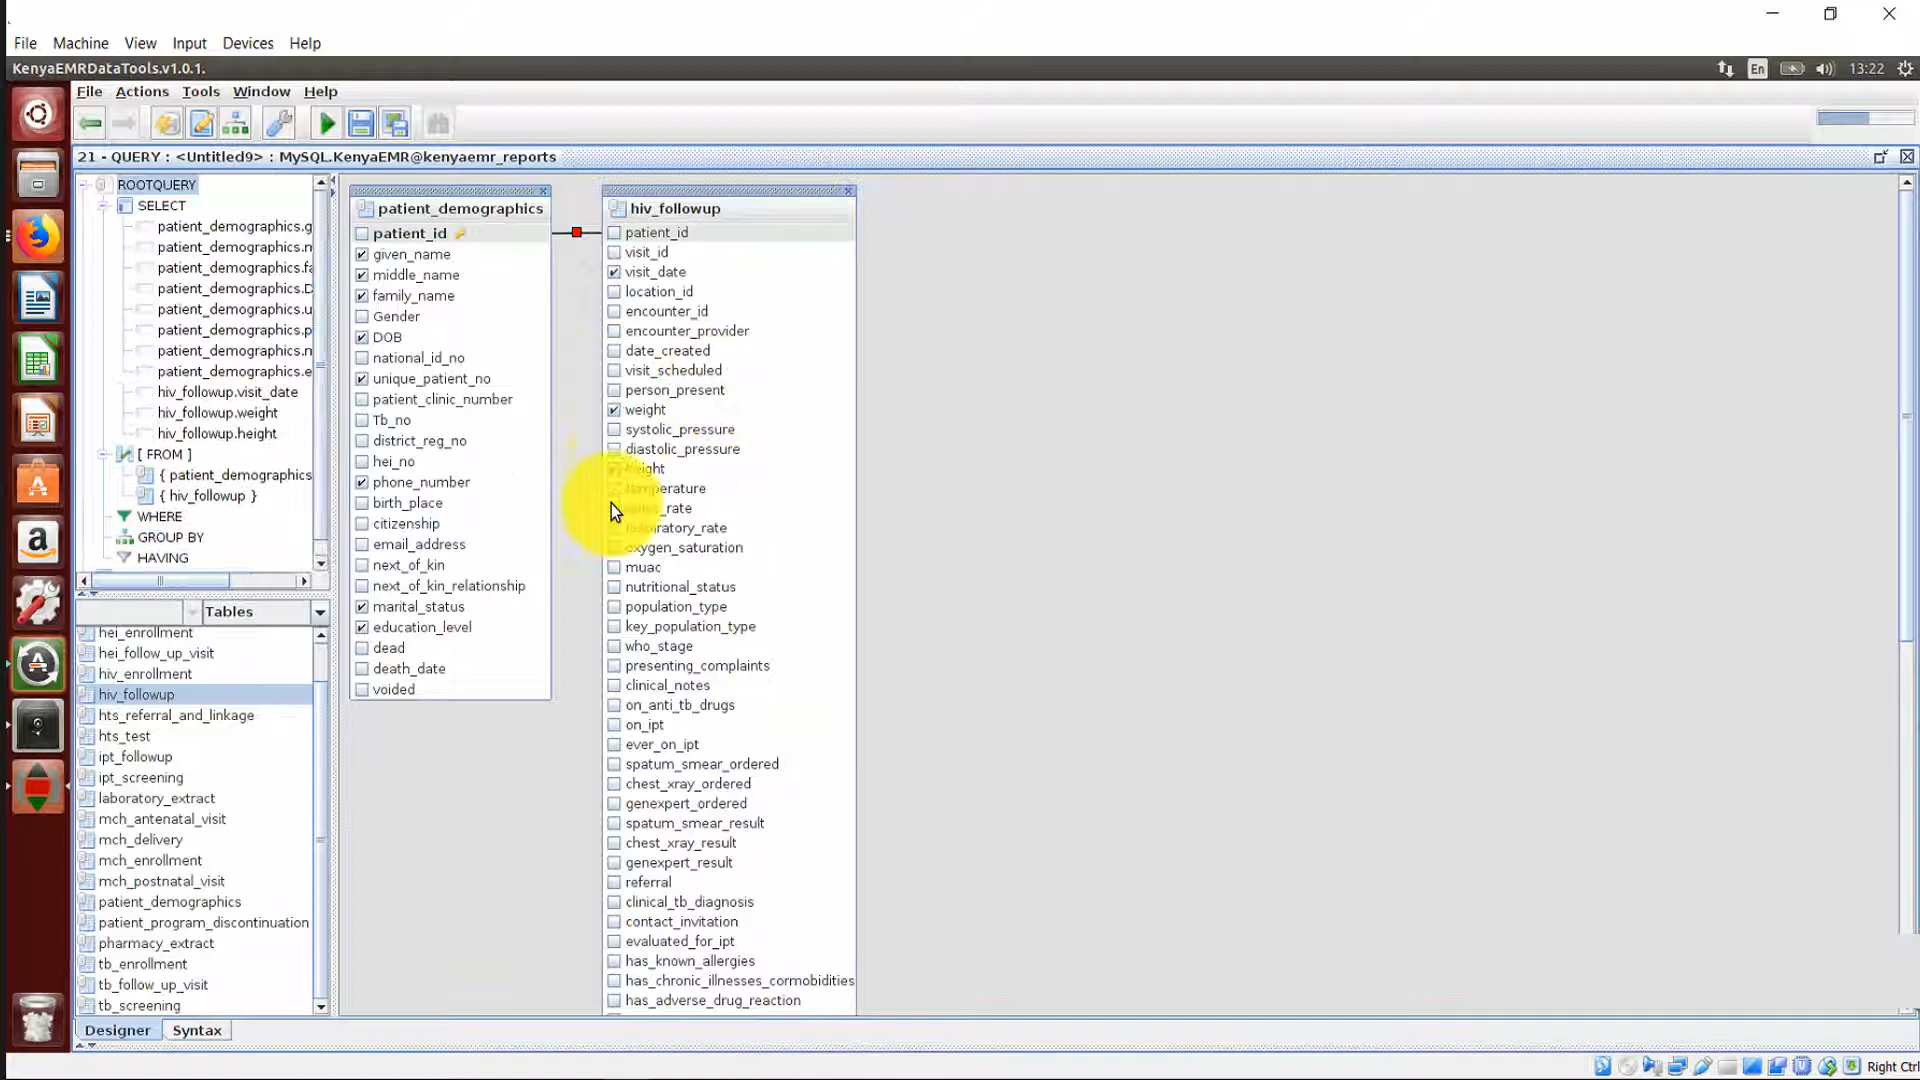 File Machine View Input Devices Help
KenyaEMRDataTools.v1.0.1.
En 13:22
File Actions Tools Window Help
21 - QUERY : <Untitled9> : MySQL.KenyaEMR@kenyaemr_reports
ROOTQUERY
SELECT
patient_demographics.g
patient_demographics.m
patient_demographics.fa
patient_demographics.D
patient_demographics.u
patient_demographics.p
patient_demographics.m
patient_demographics.e
hiv_followup.visit_date
hiv_followup.weight
hiv_followup.height
[ FROM ]
{ patient_demographics
{ hiv_followup }
WHERE
GROUP BY
HAVING
Tables
hei_enrollment
hei_follow_up_visit
hiv_enrollment
hiv_followup
hts_referral_and_linkage
hts_test
ipt_followup
ipt_screening
laboratory_extract
mch_antenatal_visit
mch_delivery
mch_enrollment
mch_postnatal_visit
patient_demographics
patient_program_discontinuation
pharmacy_extract
tb_enrollment
tb_follow_up_visit
tb_screening
Designer Syntax
patient_demographics
patient_id
given_name
middle_name
family_name
Gender
DOB
national_id_no
unique_patient_no
patient_clinic_number
Tb_no
district_reg_no
hei_no
phone_number
birth_place
citizenship
email_address
next_of_kin
next_of_kin_relationship
marital_status
education_level
dead
death_date
voided
hiv_followup
patient_id
visit_id
visit_date
location_id
encounter_id
encounter_provider
date_created
visit_scheduled
person_present
weight
systolic_pressure
diastolic_pressure
height
temperature
_rate
respiratory_rate
oxygen_saturation
muac
nutritional_status
population_type
key_population_type
who_stage
presenting_complaints
clinical_notes
on_anti_tb_drugs
on_ipt
ever_on_ipt
spatum_smear_ordered
chest_xray_ordered
genexpert_ordered
spatum_smear_result
chest_xray_result
genexpert_result
referral
clinical_tb_diagnosis
contact_invitation
evaluated_for_ipt
has_known_allergies
has_chronic_illnesses_cormobidities
has_adverse_drug_reaction
Right Ctrl